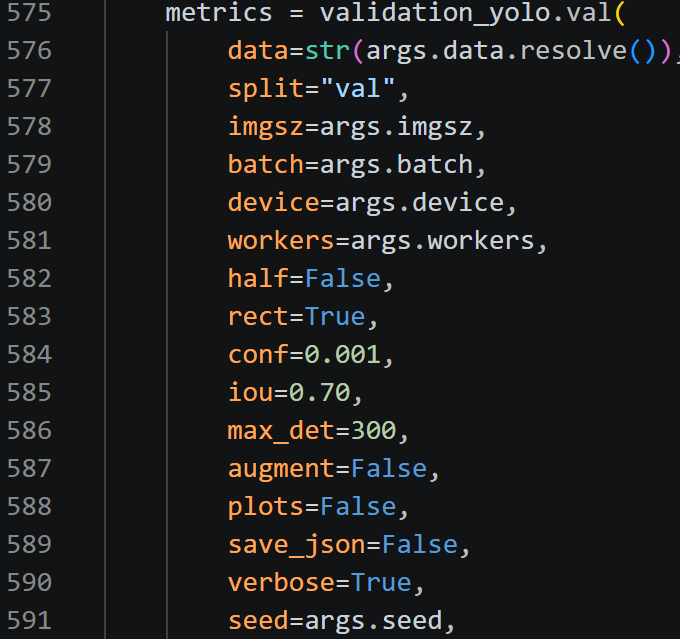 575 metrics = validation_yolo.val(
576 data=str(args.data.resolve()),
577 split="val",
578 imgsz=args.imgsz,
579 batch=args.batch,
580 device=args.device,
581 workers=args.workers,
582 half=False,
583 rect=True,
584 conf=0.001,
585 iou=0.70,
586 max_det=300,
587 augment=False,
588 plots=False,
589 save_json=False,
590 verbose=True,
591 seed=args.seed,